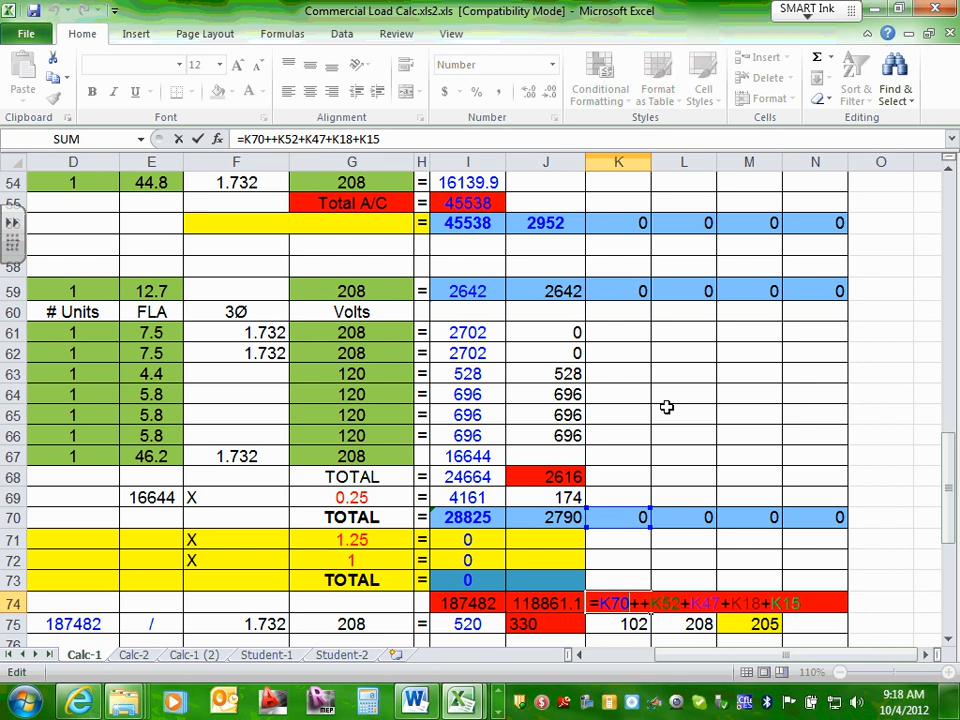 Commercial Load Calc.xls2.xls [Compatibility Mode] - Microsoft Excel
SMART Ink
File Home Insert Page Layout Formulas Data Review View
Paste
Clipboard
12
B I U
A
Font
Alignment
Number
$ % ,
Number
Conditional Formatting
Format as Table
Cell Styles
Styles
Insert
Delete
Format
Cells
Σ
Sort & Filter
Find & Select
Editing
SUM fx =K70++K52+K47+K18+K15
D E F G H I J K L M N O
54 1 44.8 1.732 208 = 16139.9
55 Total A/C = 45538
= 45538 2952 0 0 0 0
58
59 1 12.7 208 = 2642 2642 0 0 0 0
60 # Units FLA 3Ø Volts
61 1 7.5 1.732 208 = 2702 0
62 1 7.5 1.732 208 = 2702 0
63 1 4.4 120 = 528 528
64 1 5.8 120 = 696 696
65 1 5.8 120 = 696 696
66 1 5.8 120 = 696 696
67 1 46.2 1.732 208 = 16644
68 TOTAL = 24664 2616
69 16644 X 0.25 = 4161 174
70 TOTAL = 28825 2790 0 0 0 0
71 X 1.25 = 0
72 X 1 = 0
73 TOTAL = 0
74 187482 118861.1 =K70++K52+K47+K18+K15
75 187482 / 1.732 208 = 520 330 102 208 205
76
Calc-1 Calc-2 Calc-1 (2) Student-1 Student-2
Edit 110%
9:18 AM
10/4/2012